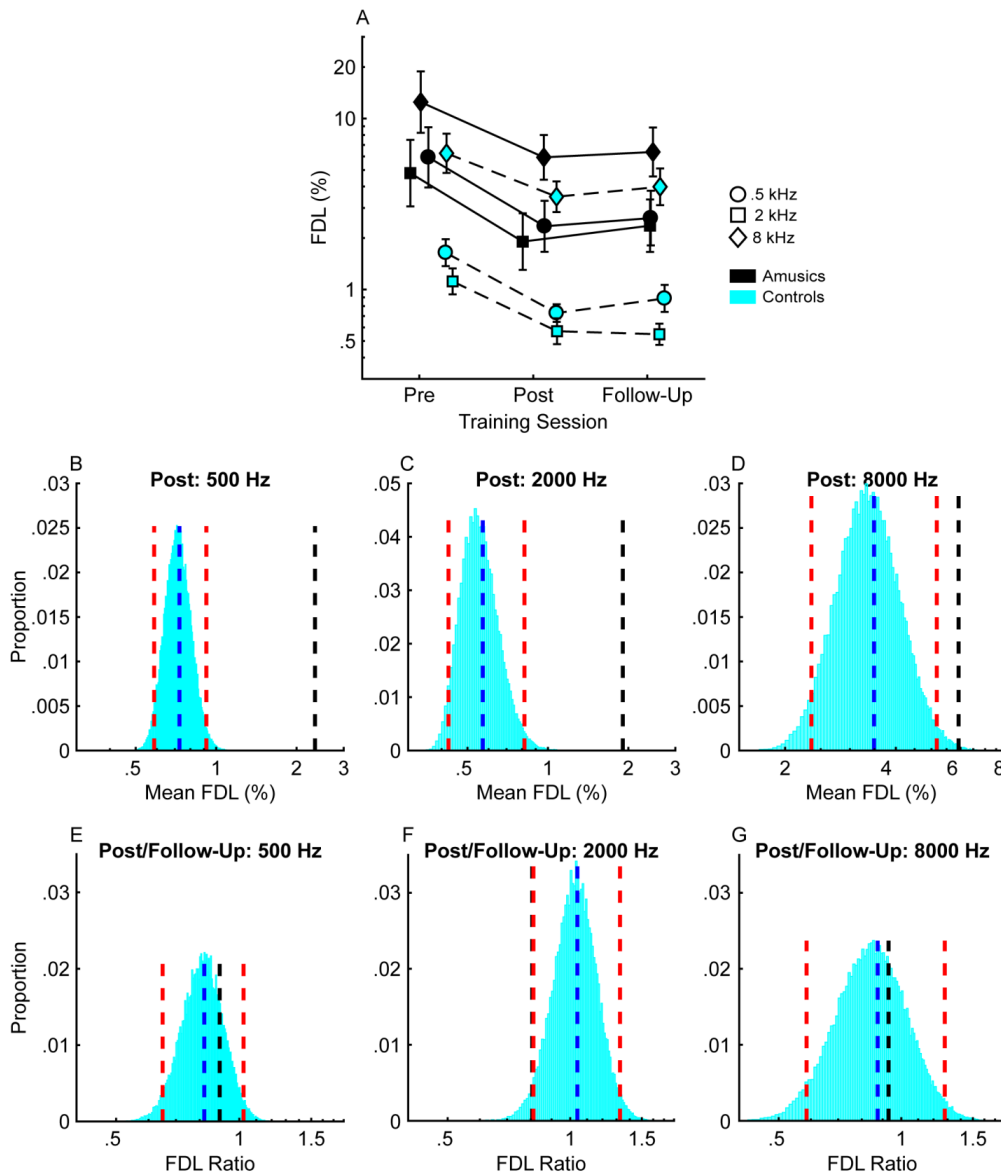 A
20
10
1
.5
FDL (%)
Pre Post Follow-Up
Training Session
.5 kHz
2 kHz
8 kHz
Amusics
Controls
B
Post: 500 Hz
.03
.025
.02
.015
.01
.005
0
Proportion
.5 1 2 3
Mean FDL (%)
C
Post: 2000 Hz
.05
.04
.03
.02
.01
0
.5 1 2 3
Mean FDL (%)
D
Post: 8000 Hz
.03
.025
.02
.015
.01
.005
0
2 4 6 8
Mean FDL (%)
E
Post/Follow-Up: 500 Hz
.03
.02
.01
0
Proportion
.5 1 1.5
FDL Ratio
F
Post/Follow-Up: 2000 Hz
.03
.02
.01
0
.5 1 1.5
FDL Ratio
G
Post/Follow-Up: 8000 Hz
.03
.02
.01
0
.5 1 1.5
FDL Ratio